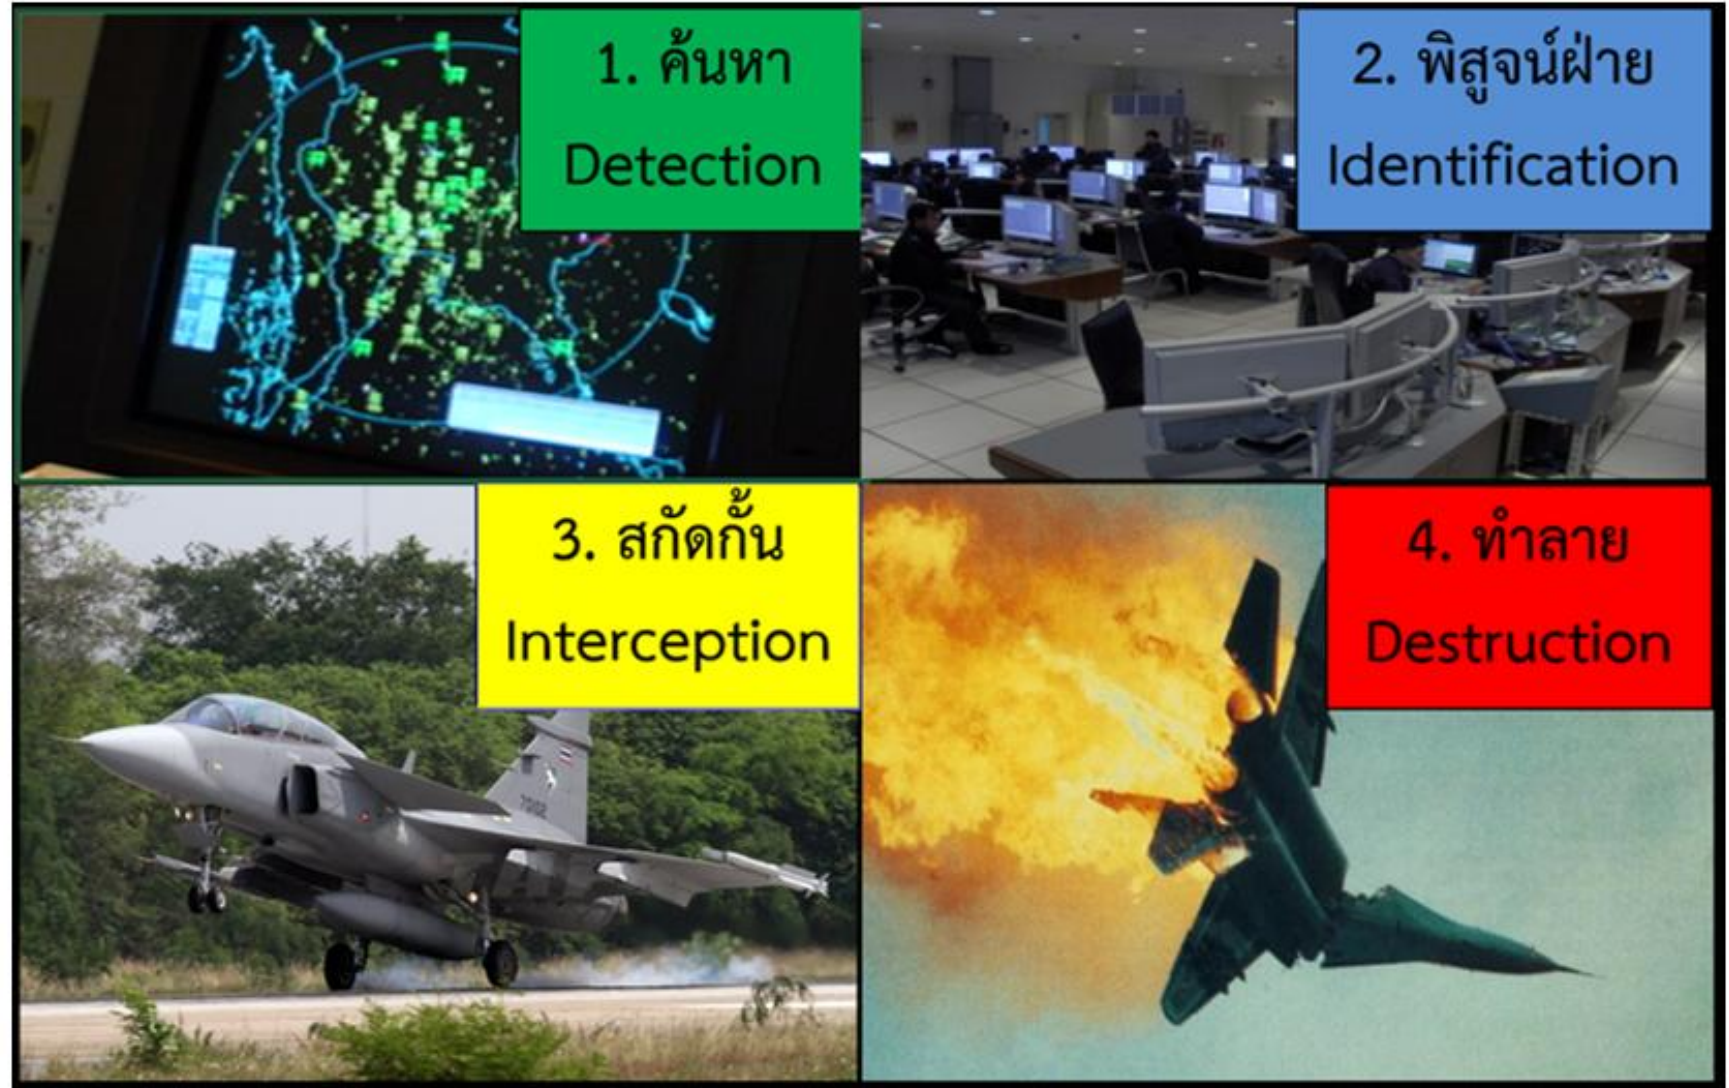 1. ค้นหา
Detection
2. พิสูจน์ฝ่าย
Identification
3. สกัดกั้น
Interception
70102
4. ทำลาย
Destruction